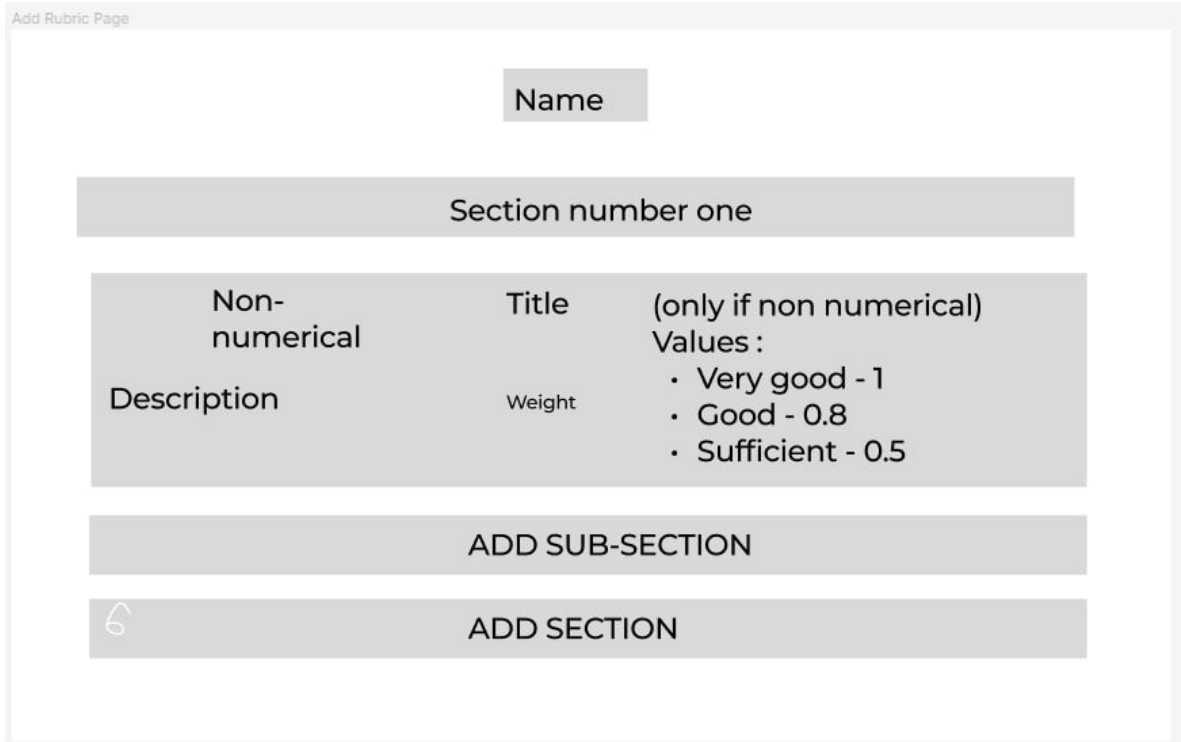 Add Rubric Page
Name
Section number one
Non-
numerical
Description
Title
Weight
(only if non numerical)
Values :
• Very good - 1
• Good - 0.8
• Sufficient - 0.5
ADD SUB-SECTION
6
ADD SECTION